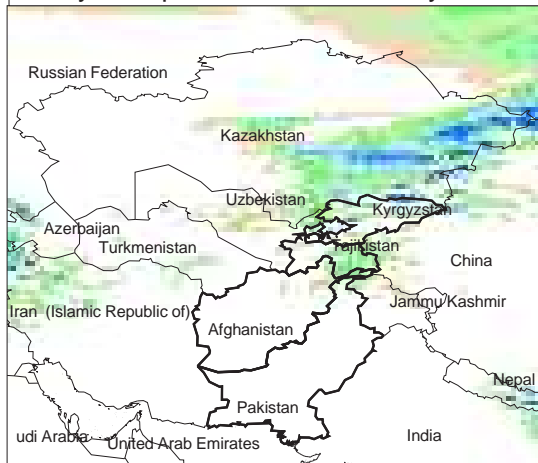 Russian Federation
Kazakhstan
Uzbekistan
Kyrgyzstan
Azerbaijan
Turkmenistan
Tajikistan
China
Iran (Islamic Republic of)
Jammu Kashmir
Afghanistan
Nepal
Pakistan
udi Arabia
United Arab Emirates
India